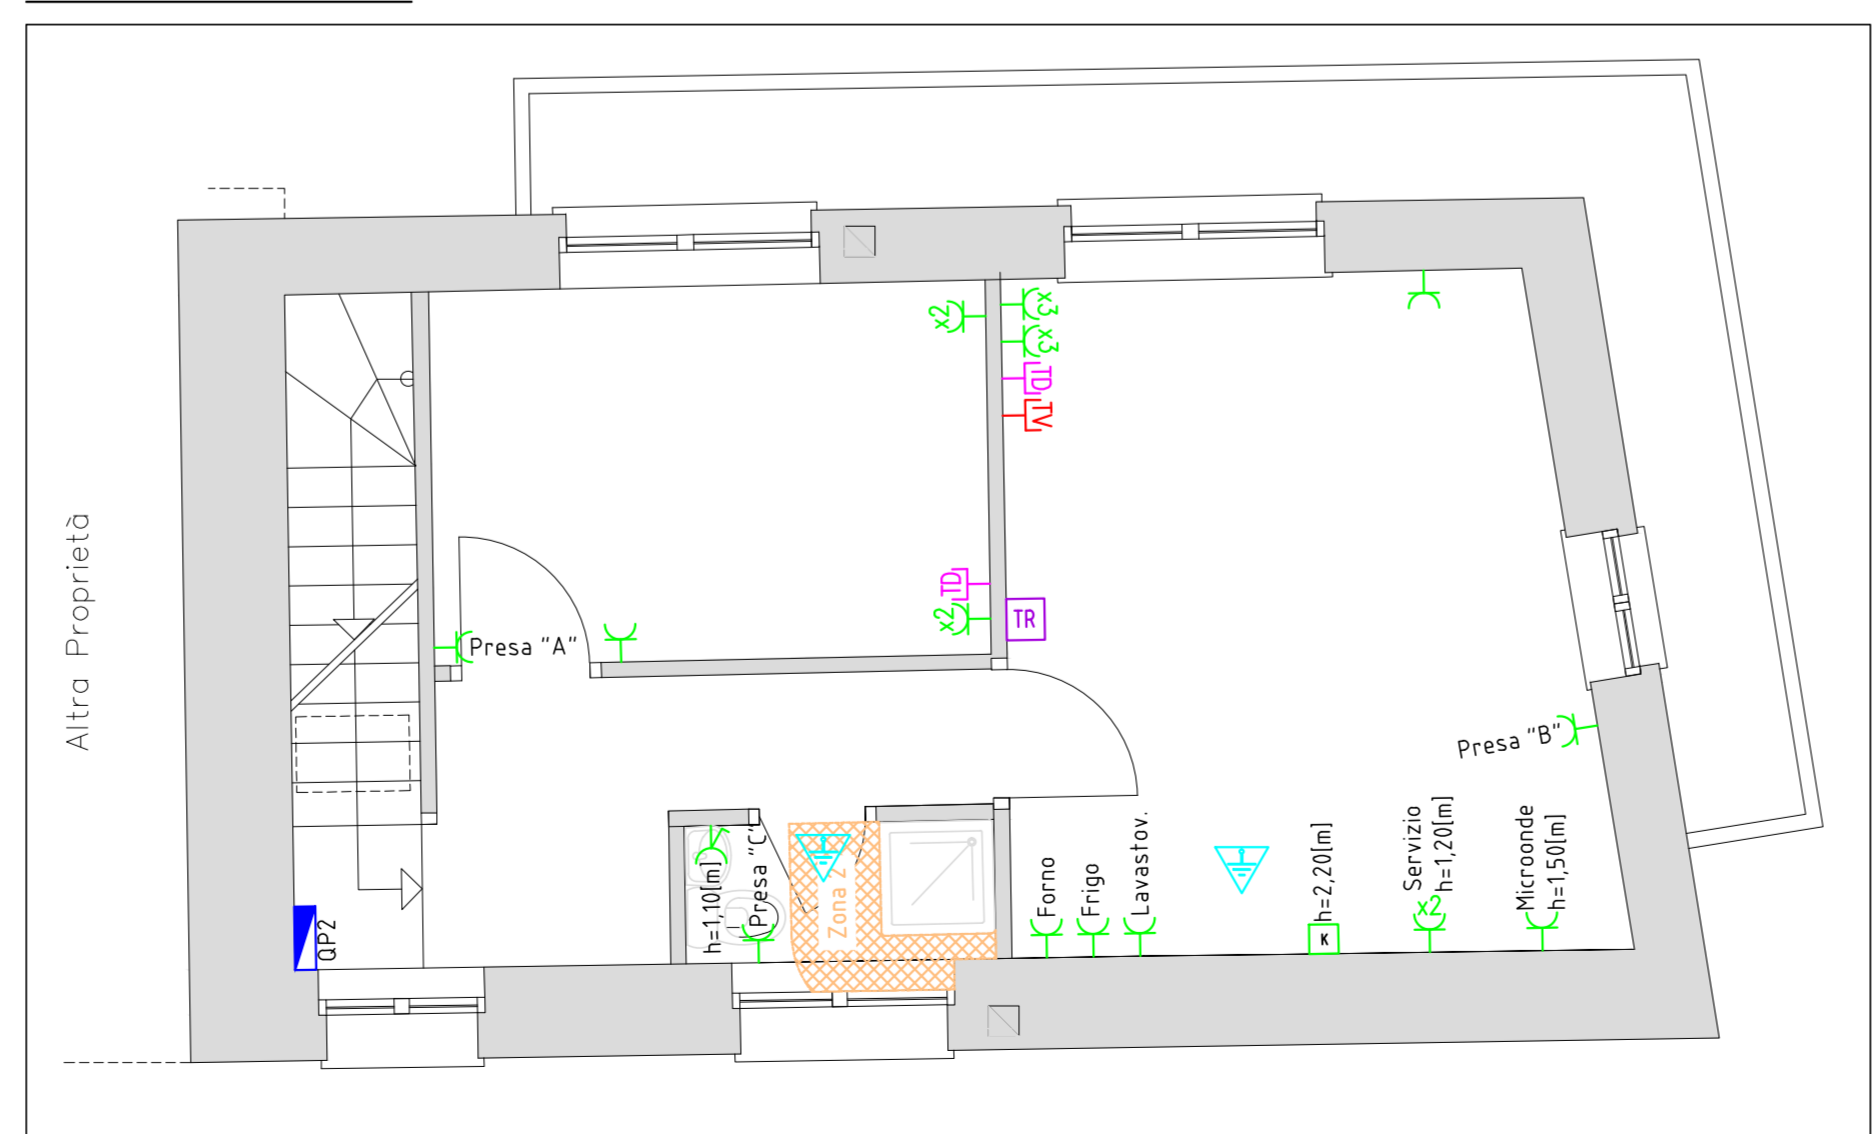 Altra Proprietà
x2
x3
x3
TD
TV
TD
x2
TR
Presa "A"
Presa "B"
QP2
h=1,10[m]
Presa "C"
Zona 2
Forno
Frigo
Lavastov.
h=2,20[m]
K
Servizio
h=1,20[m]
x2
Microonde
h=1,50[m]